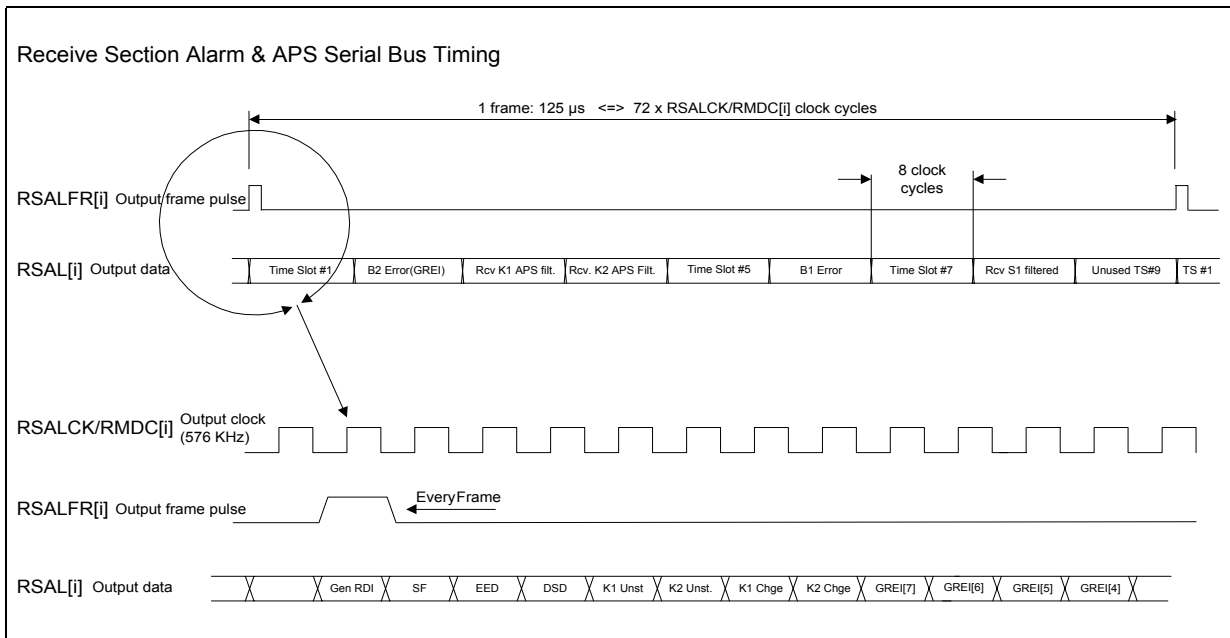 Receive Section Alarm & APS Serial Bus Timing
1 frame: 125 µs <=> 72 x RSALCK/RMDC[i] clock cycles
8 clock
cycles
RSALFR[i] Output frame pulse
RSAL[i] Output data
Time Slot #1 B2 Error(GREI) Rcv K1 APS filt. Rcv. K2 APS Filt. Time Slot #5 B1 Error Time Slot #7 Rcv S1 filtered Unused TS#9 TS #1
RSALCK/RMDC[i] Output clock
(576 KHz)
RSALFR[i] Output frame pulse
EveryFrame
RSAL[i] Output data
Gen RDI SF EED DSD K1 Unst K2 Unst. K1 Chge K2 Chge GREI[7] GREI[6] GREI[5] GREI[4]